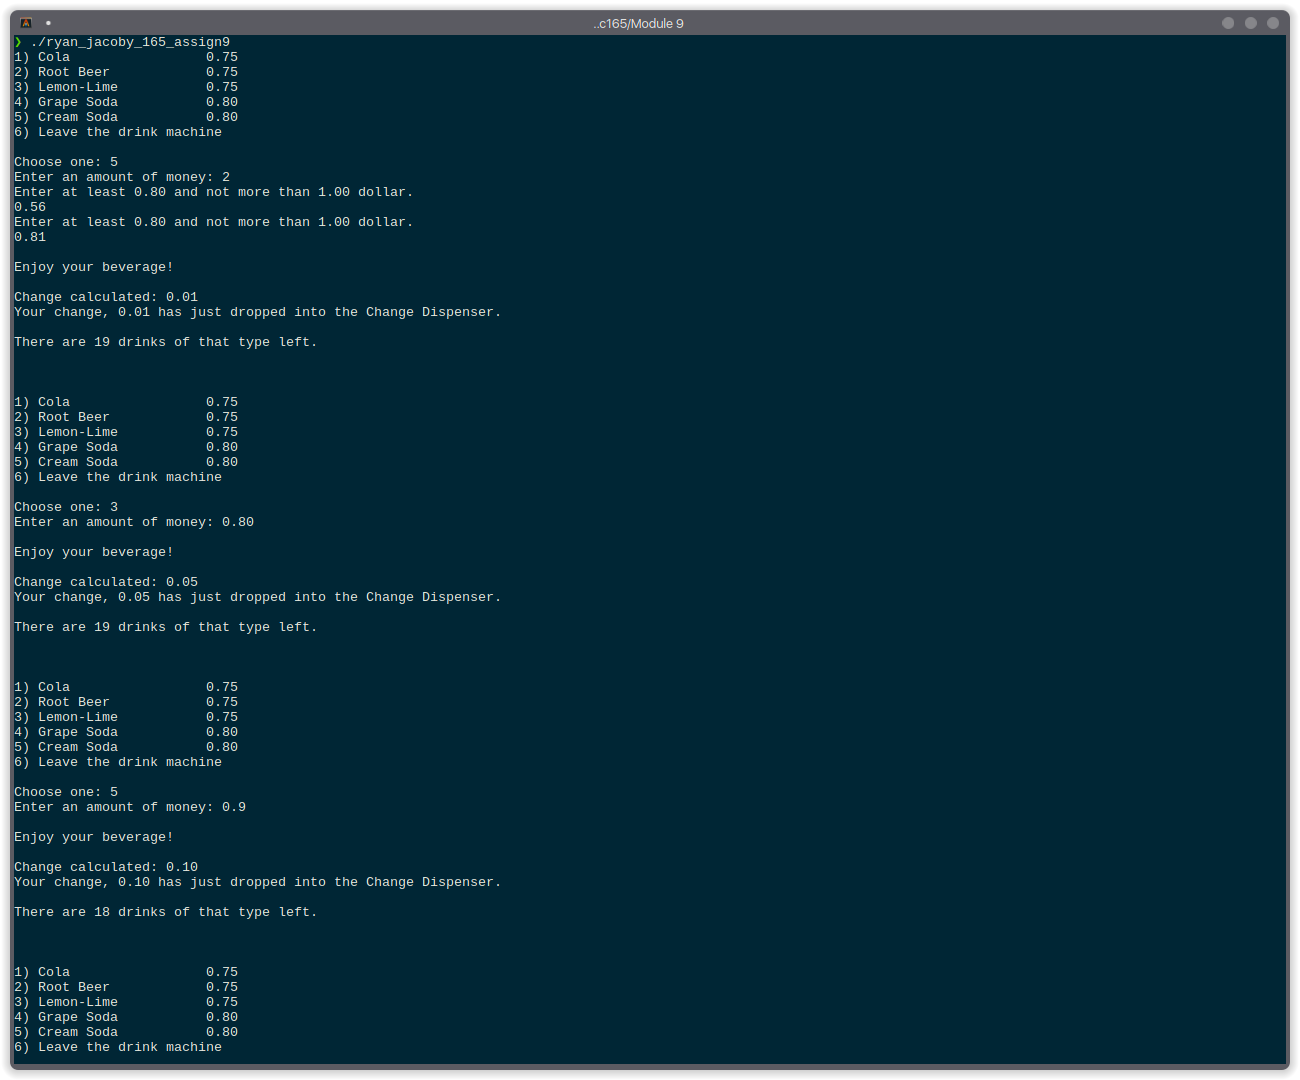 ..c165/Module 9
❯ ./ryan_jacoby_165_assign9
1) Cola                 0.75
2) Root Beer            0.75
3) Lemon-Lime           0.75
4) Grape Soda           0.80
5) Cream Soda           0.80
6) Leave the drink machine

Choose one: 5
Enter an amount of money: 2
Enter at least 0.80 and not more than 1.00 dollar.
0.56
Enter at least 0.80 and not more than 1.00 dollar.
0.81

Enjoy your beverage!

Change calculated: 0.01
Your change, 0.01 has just dropped into the Change Dispenser.

There are 19 drinks of that type left.

1) Cola                 0.75
2) Root Beer            0.75
3) Lemon-Lime           0.75
4) Grape Soda           0.80
5) Cream Soda           0.80
6) Leave the drink machine

Choose one: 3
Enter an amount of money: 0.80

Enjoy your beverage!

Change calculated: 0.05
Your change, 0.05 has just dropped into the Change Dispenser.

There are 19 drinks of that type left.

1) Cola                 0.75
2) Root Beer            0.75
3) Lemon-Lime           0.75
4) Grape Soda           0.80
5) Cream Soda           0.80
6) Leave the drink machine

Choose one: 5
Enter an amount of money: 0.9

Enjoy your beverage!

Change calculated: 0.10
Your change, 0.10 has just dropped into the Change Dispenser.

There are 18 drinks of that type left.

1) Cola                 0.75
2) Root Beer            0.75
3) Lemon-Lime           0.75
4) Grape Soda           0.80
5) Cream Soda           0.80
6) Leave the drink machine